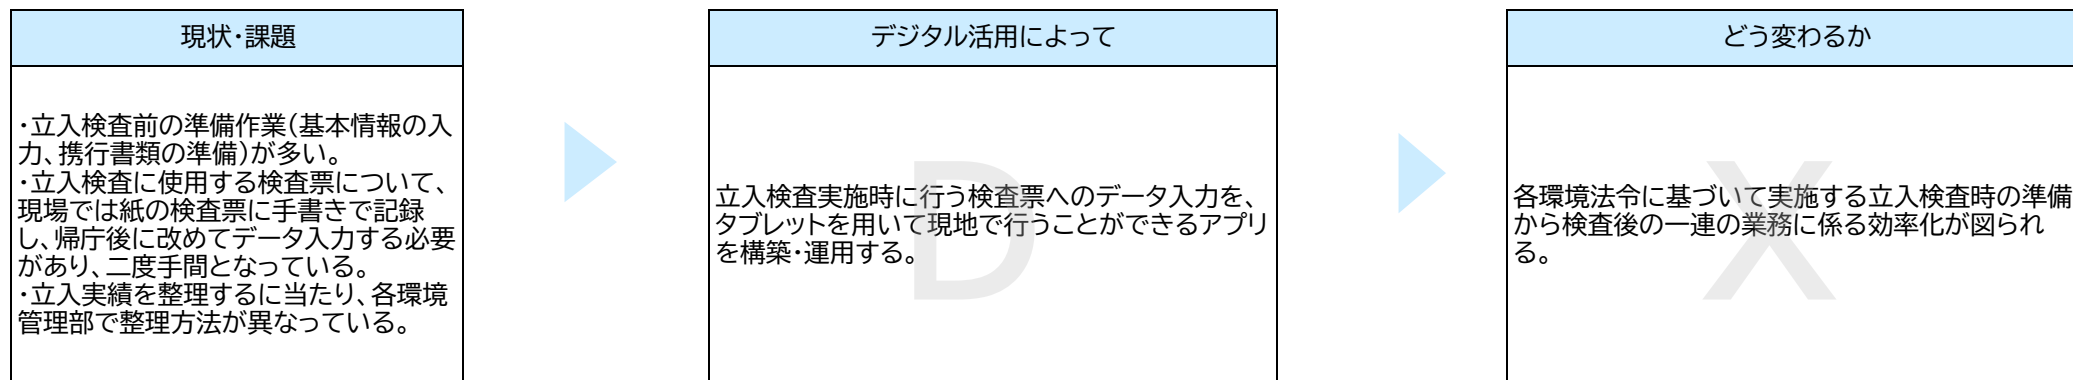 現状・課題
・立入検査前の準備作業（基本情報の入
力、携行書類の準備）が多い。
・立入検査に使用する検査票について、
現場では紙の検査票に手書きで記録
し、帰庁後に改めてデータ入力する必要
があり、二度手間となっている。
・立入実績を整理するに当たり、各環境
管理部で整理方法が異なっている。
デジタル活用によって
D
立入検査実施時に行う検査票へのデータ入力を、
タブレットを用いて現地で行うことができるアプリ
を構築・運用する。
どう変わるか
X
各環境法令に基づいて実施する立入検査時の準備
から検査後の一連の業務に係る効率化が図られ
る。